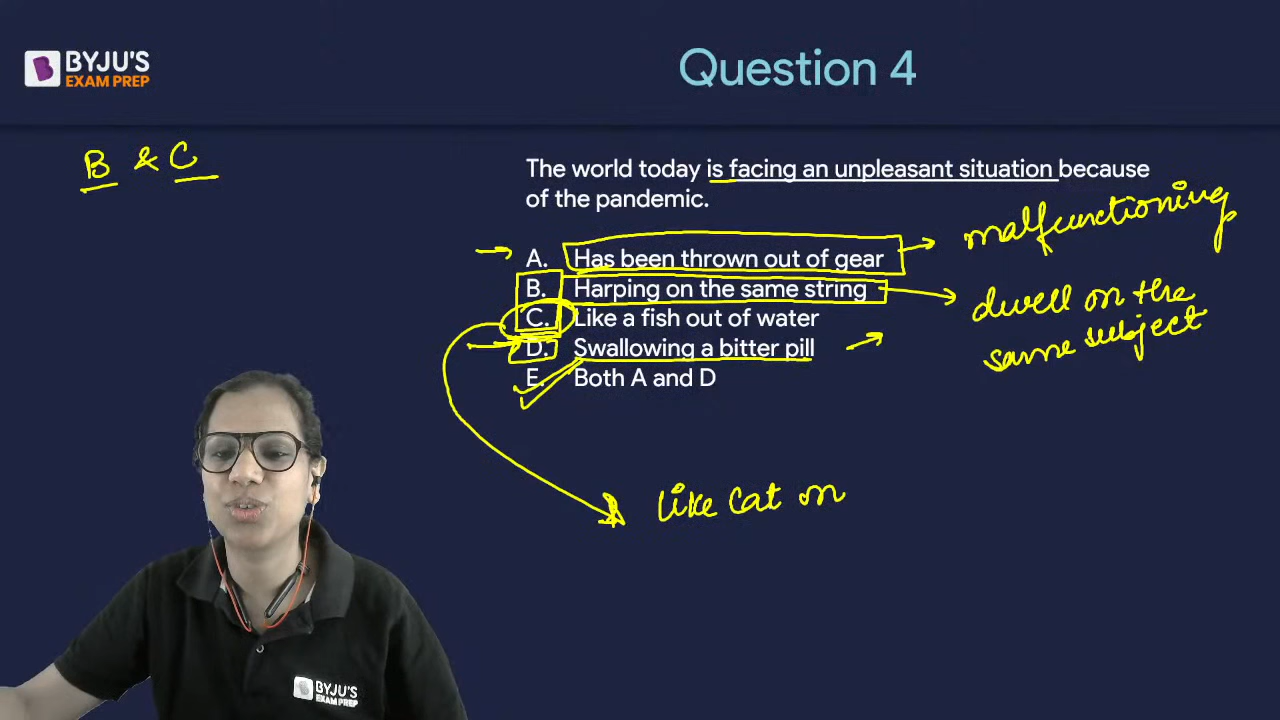 BYJU'S
EXAM PREP
Question 4
B & C
The world today is facing an unpleasant situation because
of the pandemic.
A. Has been thrown out of gear
malfunctioning
B. Harping on the same string
dwell on the
same subject
C. Like a fish out of water
D. Swallowing a bitter pill
E. Both A and D
like Cat on
BYJU'S
EXAM PREP